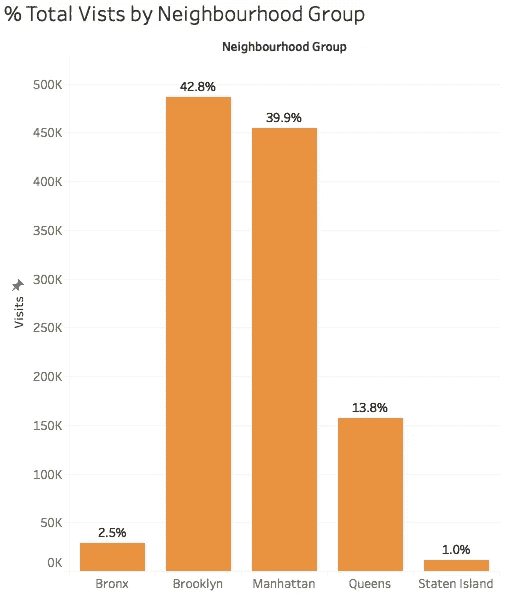 % Total Vists by Neighbourhood Group
Neighbourhood Group
500K
450K
400K
350K
300K
250K
200K
150K
100K
50K
0K
Visits
2.5%
42.8%
39.9%
13.8%
1.0%
Bronx
Brooklyn
Manhattan
Queens
Staten Island